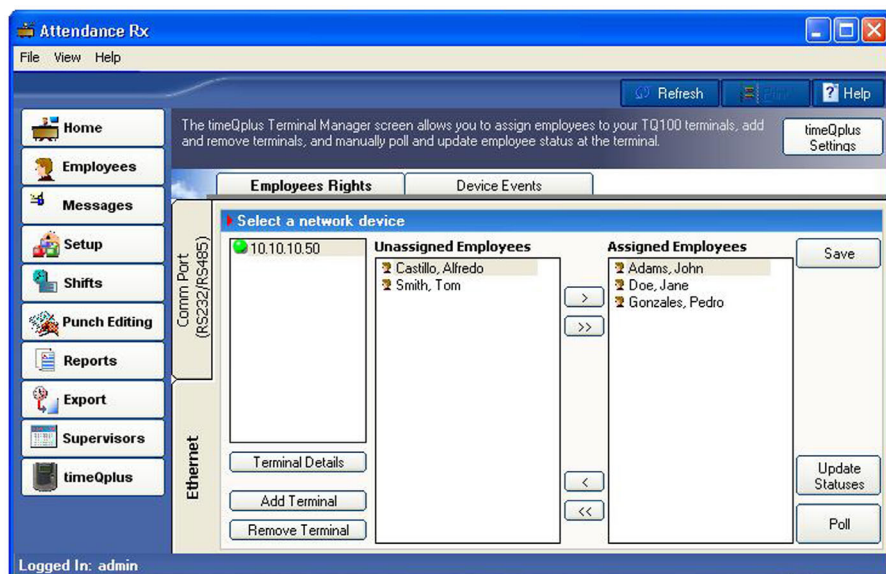 Attendance Rx
File View Help
Refresh
Help
Home
Employees
Messages
Setup
Shifts
Punch Editing
Reports
Export
Supervisors
timeQplus
The timeQplus Terminal Manager screen allows you to assign employees to your TQ100 terminals, add
and remove terminals, and manually poll and update employee status at the terminal.
timeQplus
Settings
Employees Rights
Device Events
Comm Port
(RS232/RS485)
Ethernet
Select a network device
10.10.10.50
Terminal Details
Add Terminal
Remove Terminal
Unassigned Employees
Castillo, Alfredo
Smith, Tom
>
>>
<
<<
Assigned Employees
Adams, John
Doe, Jane
Gonzales, Pedro
Save
Update
Statuses
Poll
Logged In: admin